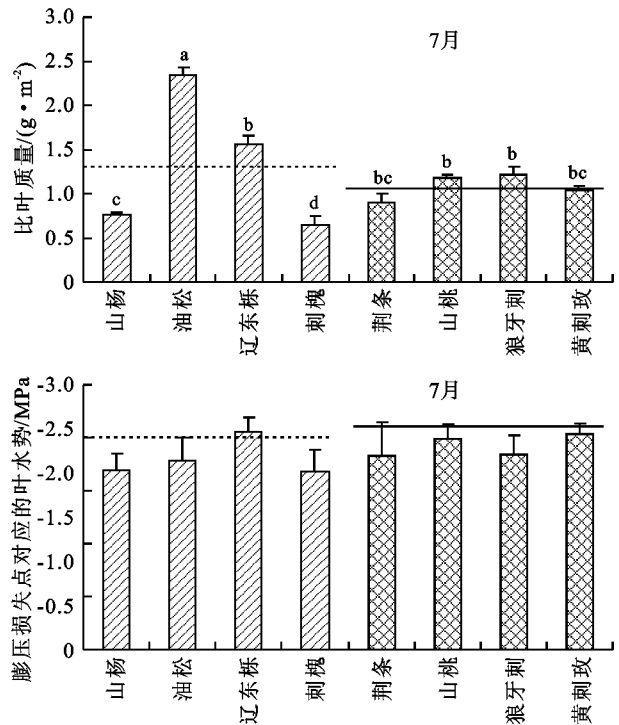 7月
比叶质量/(g·m⁻²)
3.0
2.5
2.0
1.5
1.0
0.5
0
c
a
b
d
bc
b
b
bc
山杨
油松
辽东栎
刺槐
荆条
山桃
狼牙刺
黄刺玫
7月
膨压损失点对应的叶水势/MPa
-3.0
-2.5
-2.0
-1.5
-1.0
-0.5
0
山杨
油松
辽东栎
刺槐
荆条
山桃
狼牙刺
黄刺玫